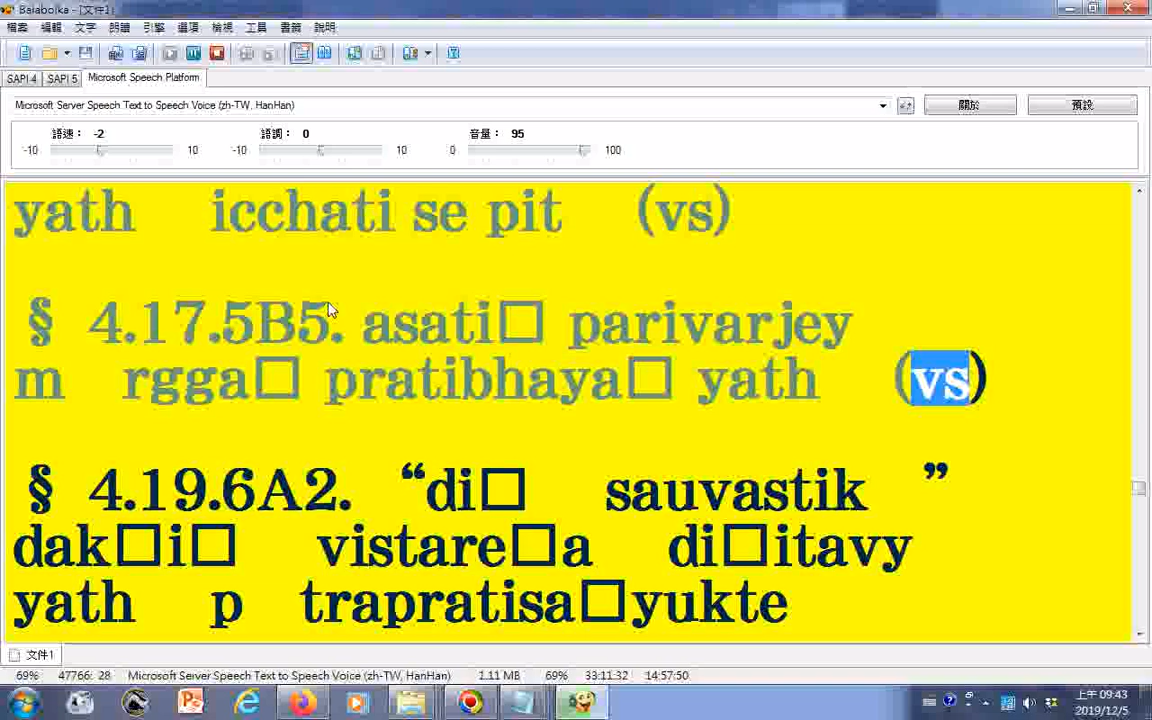 Balabolka - [文件1]
檔案 編輯 文字 朗讀 引擎 選項 檢視 工具 書籤 說明
SAPI 4 SAPI 5 Microsoft Speech Platform
Microsoft Server Speech Text to Speech Voice (zh-TW, HanHan) 關於 預設
語速： -2 語調： 0 音量： 95
-10 10 -10 10 0 100
yath icchati se pit (vs)
§ 4.17.5B5. asati□ parivarjey
m rgga□ pratibhaya□ yath (vs)
§ 4.19.6A2. “di□ sauvastik ”
dak□i□ vistare□a di□itavy
yath p trapratisa□yukte
文件1
69% 47766: 28 Microsoft Server Speech Text to Speech Voice (zh-TW, HanHan) 1.11 MB 69% 33:11:32 14:57:50
上午 09:43
2019/12/5